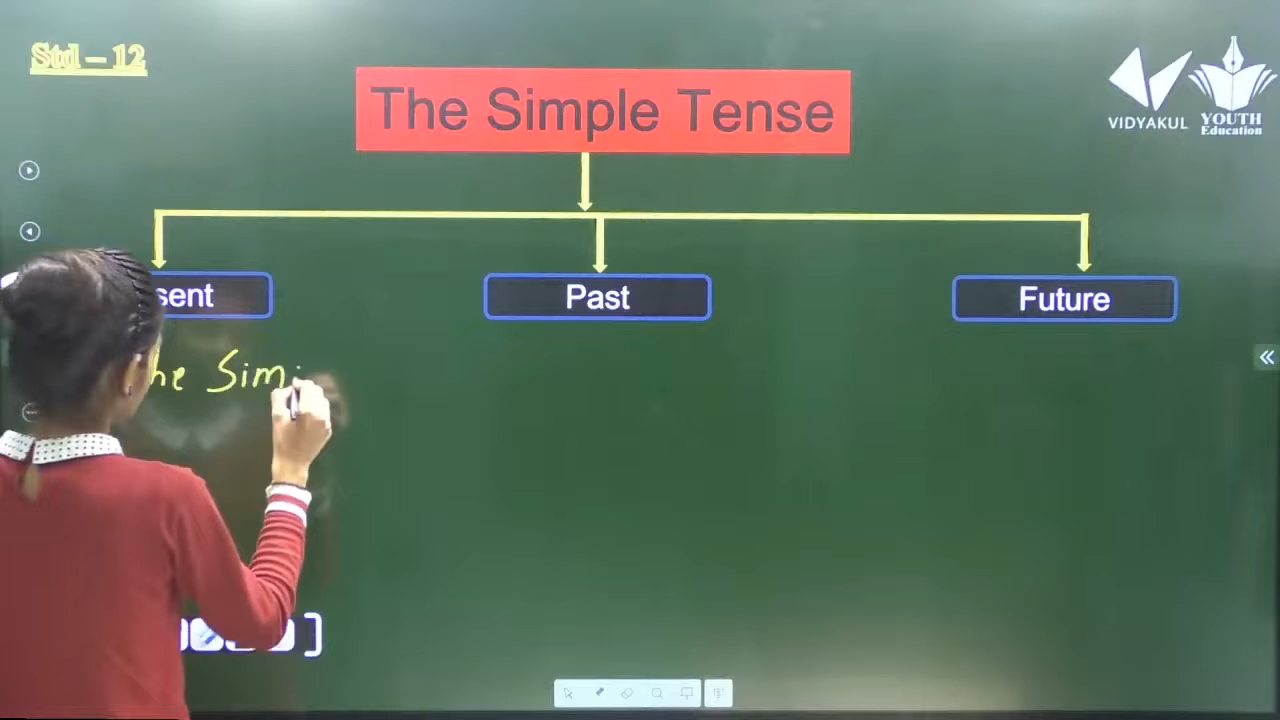 Std – 12
The Simple Tense
VIDYAKUL
YOUTH
Education
sent
Past
Future
he Sim